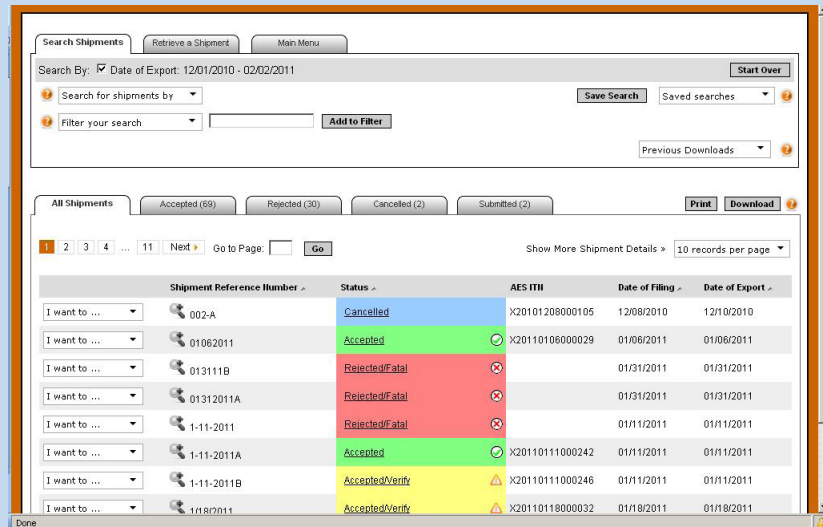 Search Shipments Retrieve a Shipment Main Menu
Search By: Date of Export: 12/01/2010 - 02/02/2011 Start Over
Search for shipments by Save Search Saved searches
Filter your search Add to Filter
Previous Downloads
All Shipments Accepted (69) Rejected (30) Cancelled (2) Submitted (2) Print Download
1 2 3 4 ... 11 Next Go to Page: Go Show More Shipment Details » 10 records per page
Shipment Reference Number Status AES ITN Date of Filing Date of Export
I want to ... 002-A Cancelled X20101208000105 12/08/2010 12/10/2010
I want to ... 01062011 Accepted X20110106000029 01/06/2011 01/06/2011
I want to ... 013111B Rejected/Fatal 01/31/2011 01/31/2011
I want to ... 01312011A Rejected/Fatal 01/31/2011 01/31/2011
I want to ... 1-11-2011 Rejected/Fatal 01/11/2011 01/11/2011
I want to ... 1-11-2011A Accepted X20110111000242 01/11/2011 01/11/2011
I want to ... 1-11-2011B Accepted/Verify X20110111000246 01/11/2011 01/11/2011
I want to ... 1/18/2011 Accepted/Verify X20110118000032 01/18/2011 01/18/2011
Done